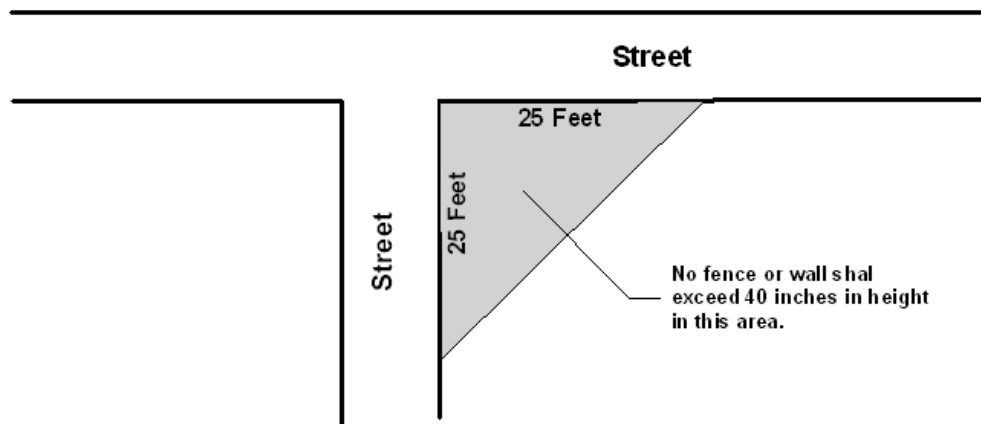 Street
25 Feet
25 Feet
Street
No fence or wall shal
exceed 40 inches in height
in this area.